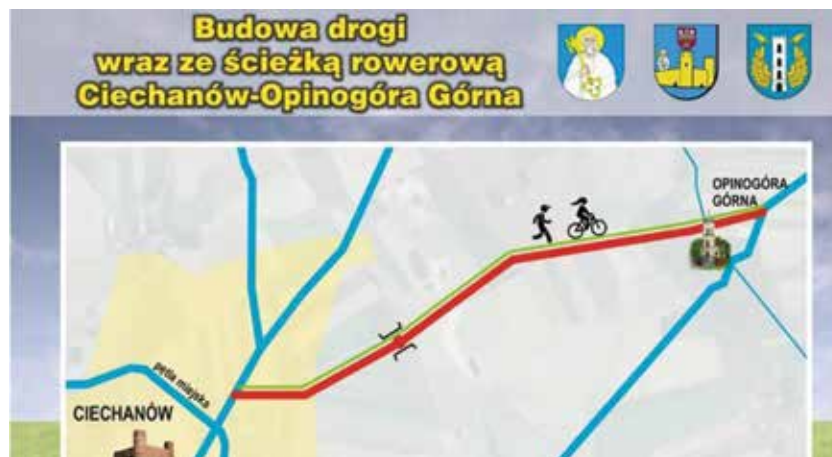 Budowa drogi
wraz ze ścieżką rowerową
Ciechanów-Opinogóra Górna
OPINOGÓRA
GÓRNA
pętla miejska
CIECHANÓW